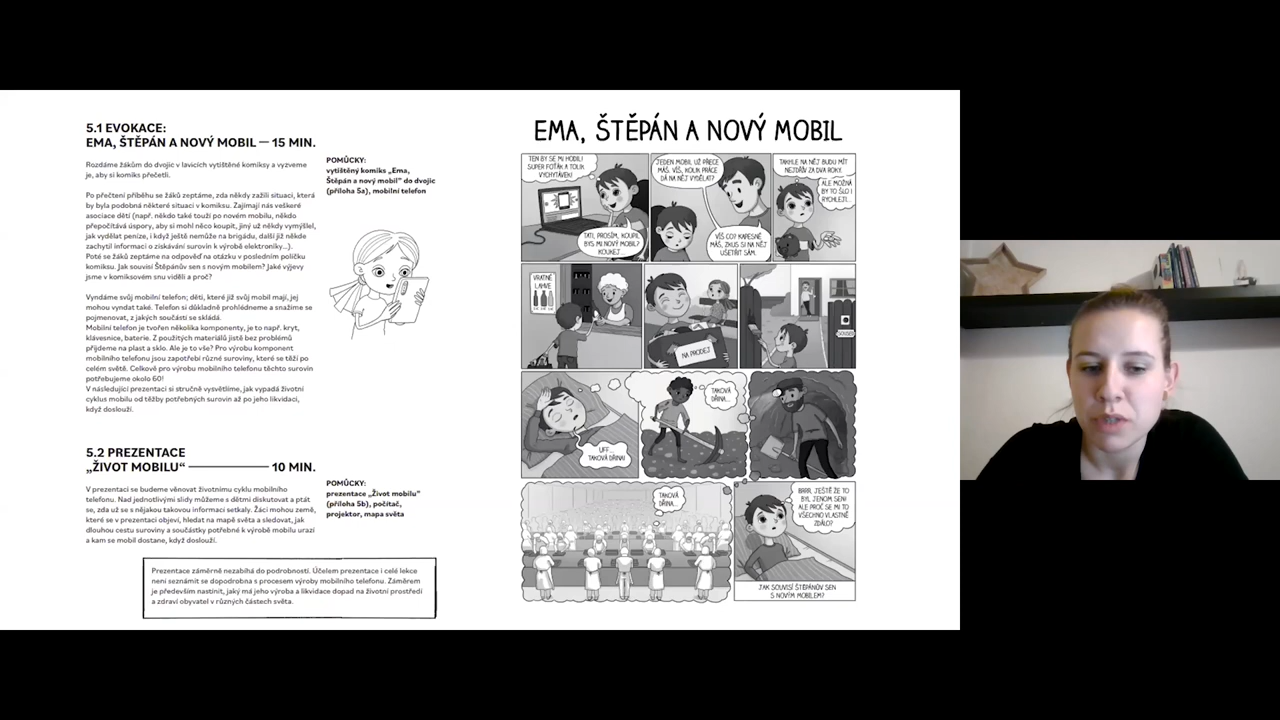 5.1 EVOKACE:
EMA, ŠTĚPÁN A NOVÝ MOBIL — 15 MIN.
Rozdáme žákům do dvojic v lavicích vytištěné komiksy a vyzveme
je, aby si komiks přečetli.
Po přečtení příběhu se žáků zeptáme, zda někdy zažili situaci, která
by byla podobná některé situaci v komiksu. Zajímají nás veškeré
asociace dětí (např. někdo také touží po novém mobilu, někdo
přepočítává úspory, aby si mohl něco koupit, jiný už někdy vymýšlel,
jak vydělat peníze, i když ještě nemůže na brigádu, další již někde
zachytil informaci o získávání surovin k výrobě elektroniky...).
Poté se žáků zeptáme na odpověď na otázku v posledním políčku
komiksu. Jak souvisí Štěpánův sen s novým mobilem? Jaké výjevy
jsme v komiksovém snu viděli a proč?
Vyndáme svůj mobilní telefon; děti, které již svůj mobil mají, jej
mohou vyndat také. Telefon si důkladně prohlédneme a snažíme se
pojmenovat, z jakých součástí se skládá.
Mobilní telefon je tvořen několika komponenty, je to např. kryt,
klávesnice, baterie. Z použitých materiálů jistě bez problémů
přijdeme na plast a sklo. Ale je to vše? Pro výrobu komponent
mobilního telefonu jsou zapotřebí různé suroviny, které se těží po
celém světě. Celkově pro výrobu mobilního telefonu těchto surovin
potřebujeme okolo 60!
V následující prezentaci si stručně vysvětlíme, jak vypadá životní
cyklus mobilu od těžby potřebných surovin až po jeho likvidaci,
když doslouží.
POMŮCKY:
vytištěný komiks „Ema,
Štěpán a nový mobil“ do dvojic
(příloha 5a), mobilní telefon
5.2 PREZENTACE
„ŽIVOT MOBILU“ — 10 MIN.
V prezentaci se budeme věnovat životnímu cyklu mobilního
telefonu. Nad jednotlivými slidy můžeme s dětmi diskutovat a ptát
se, zda už se s nějakou takovou informací setkaly. Žáci mohou země,
které se v prezentaci objeví, hledat na mapě světa a sledovat, jak
dlouhou cestu suroviny a součástky potřebné k výrobě mobilu urazí
a kam se mobil dostane, když doslouží.
POMŮCKY:
prezentace „Život mobilu“
(příloha 5b), počítač,
projektor, mapa světa
Prezentace záměrně nezabíhá do podrobností. Účelem prezentace i celé lekce
není seznámit se dopodrobna s procesem výroby mobilního telefonu. Záměrem
je především nastínit, jaký má jeho výroba a likvidace dopad na životní prostředí
a zdraví obyvatel v různých částech světa.
EMA, ŠTĚPÁN A NOVÝ MOBIL
TEN BY SE MI HODIL!
SUPER FOŤÁK A TOLIK
VYCHYTÁVEK!
TATI, PROSÍM, KOUPIL
BYS MI NOVÝ MOBIL?
KOUKEJ...
JEDEN MOBIL UŽ PŘECE
MÁŠ. VÍŠ, KOLIK PRÁCE
DÁ NA NĚJ VYDĚLAT?
VÍŠ CO? KAPESNÉ
MÁŠ, ZKUS SI NA NĚJ
UŠETŘIT SÁM.
TAKHLE NA NĚJ BUDU MÍT
NEJDŘÍV ZA DVA ROKY.
ALE MOŽNÁ
BY TO ŠLO I
RYCHLEJI...
VRATNÉ
LAHVE
NA PRODEJ
UFF...
TAKOVÁ DŘINA!
TAKOVÁ
DŘINA...
TAKOVÁ
DŘINA...
BRRR, JEŠTĚ ŽE TO
BYL JENOM SEN!
ALE PROČ SE MI TO
VŠECHNO VLASTNĚ
ZDÁLO?
JAK SOUVISÍ ŠTĚPÁNŮV SEN
S NOVÝM MOBILEM?